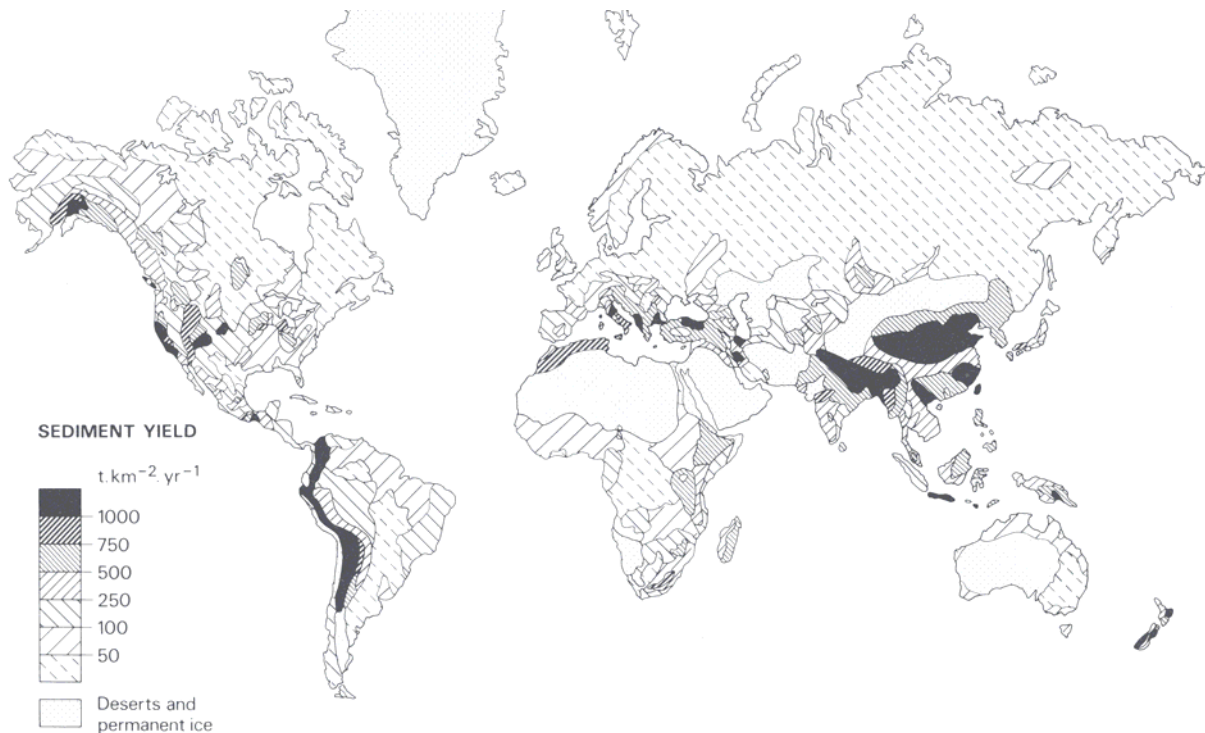 SEDIMENT YIELD
t.km⁻². yr⁻¹
1000
750
500
250
100
50
Deserts and
permanent ice